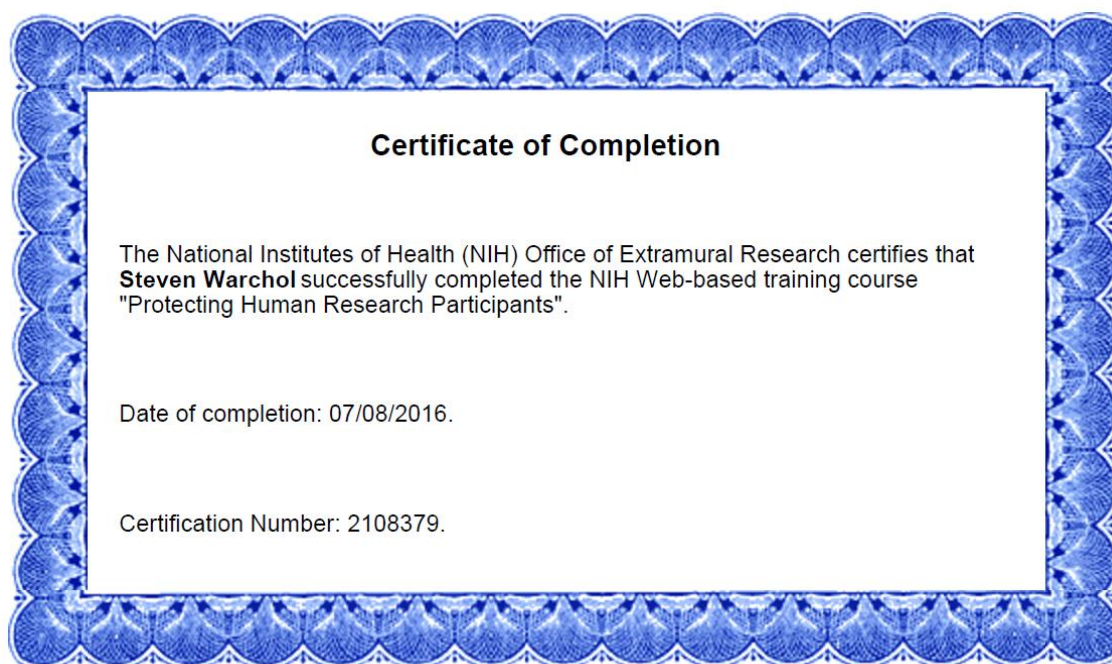 Certificate of Completion
The National Institutes of Health (NIH) Office of Extramural Research certifies that
Steven Warchol successfully completed the NIH Web-based training course
"Protecting Human Research Participants".
Date of completion: 07/08/2016.
Certification Number: 2108379.